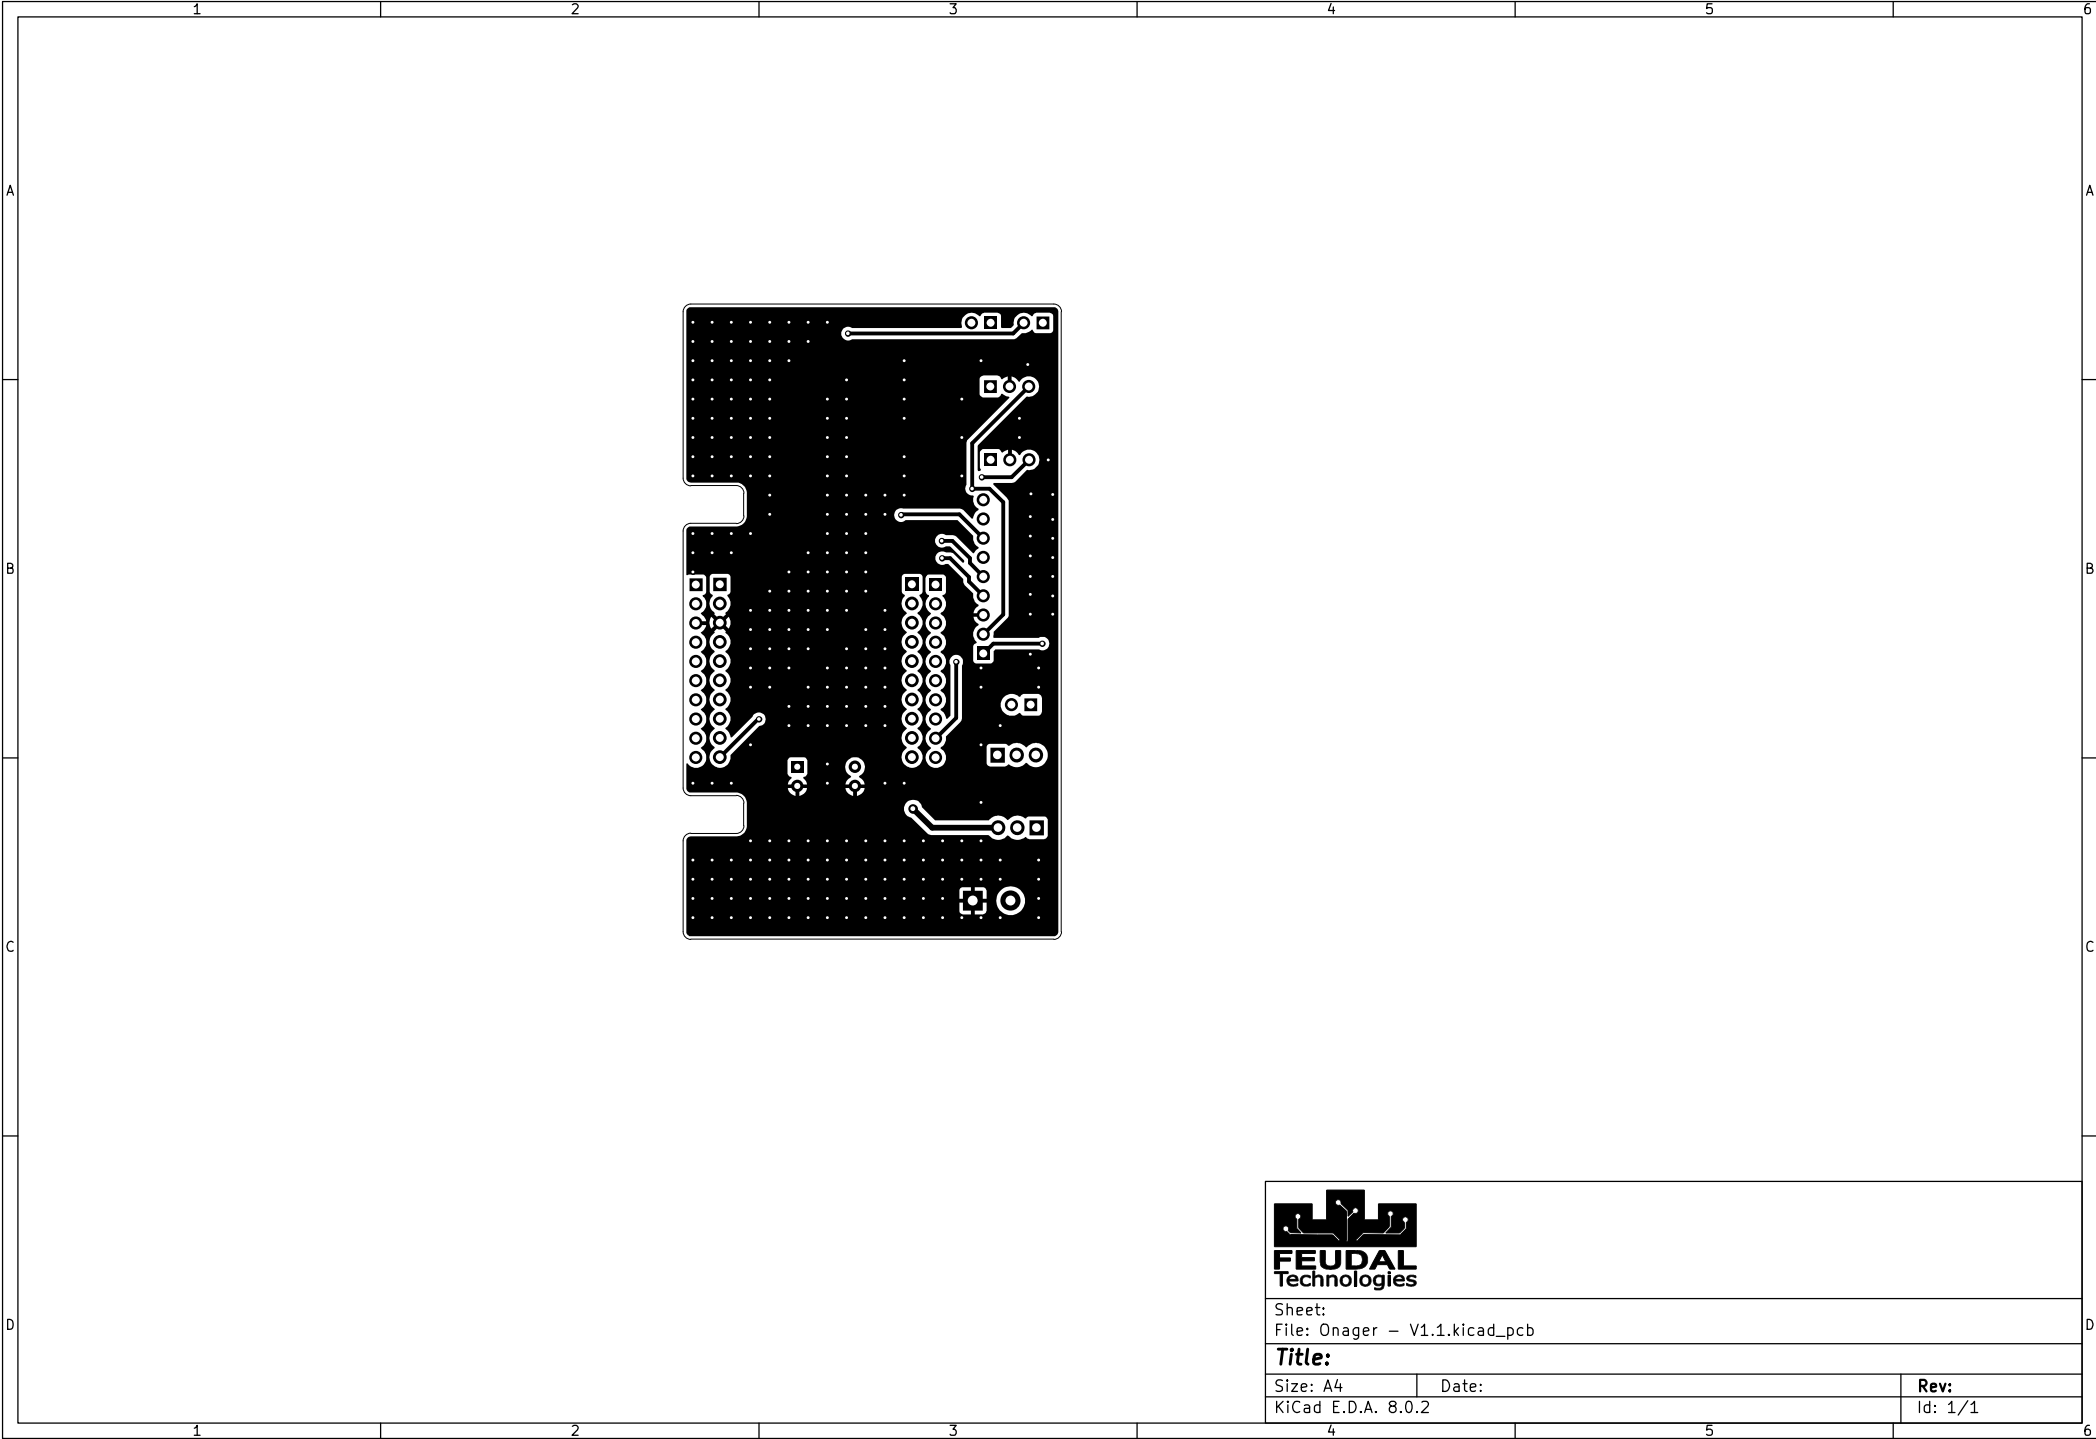 1 2 3 4 5 6
A A
B B
C C
FEUDAL
Technologies
Sheet:
File: Onager – V1.1.kicad_pcb
D D
Title:
Size: A4 Date: Rev:
KiCad E.D.A. 8.0.2 Id: 1/1
1 2 3 4 5 6